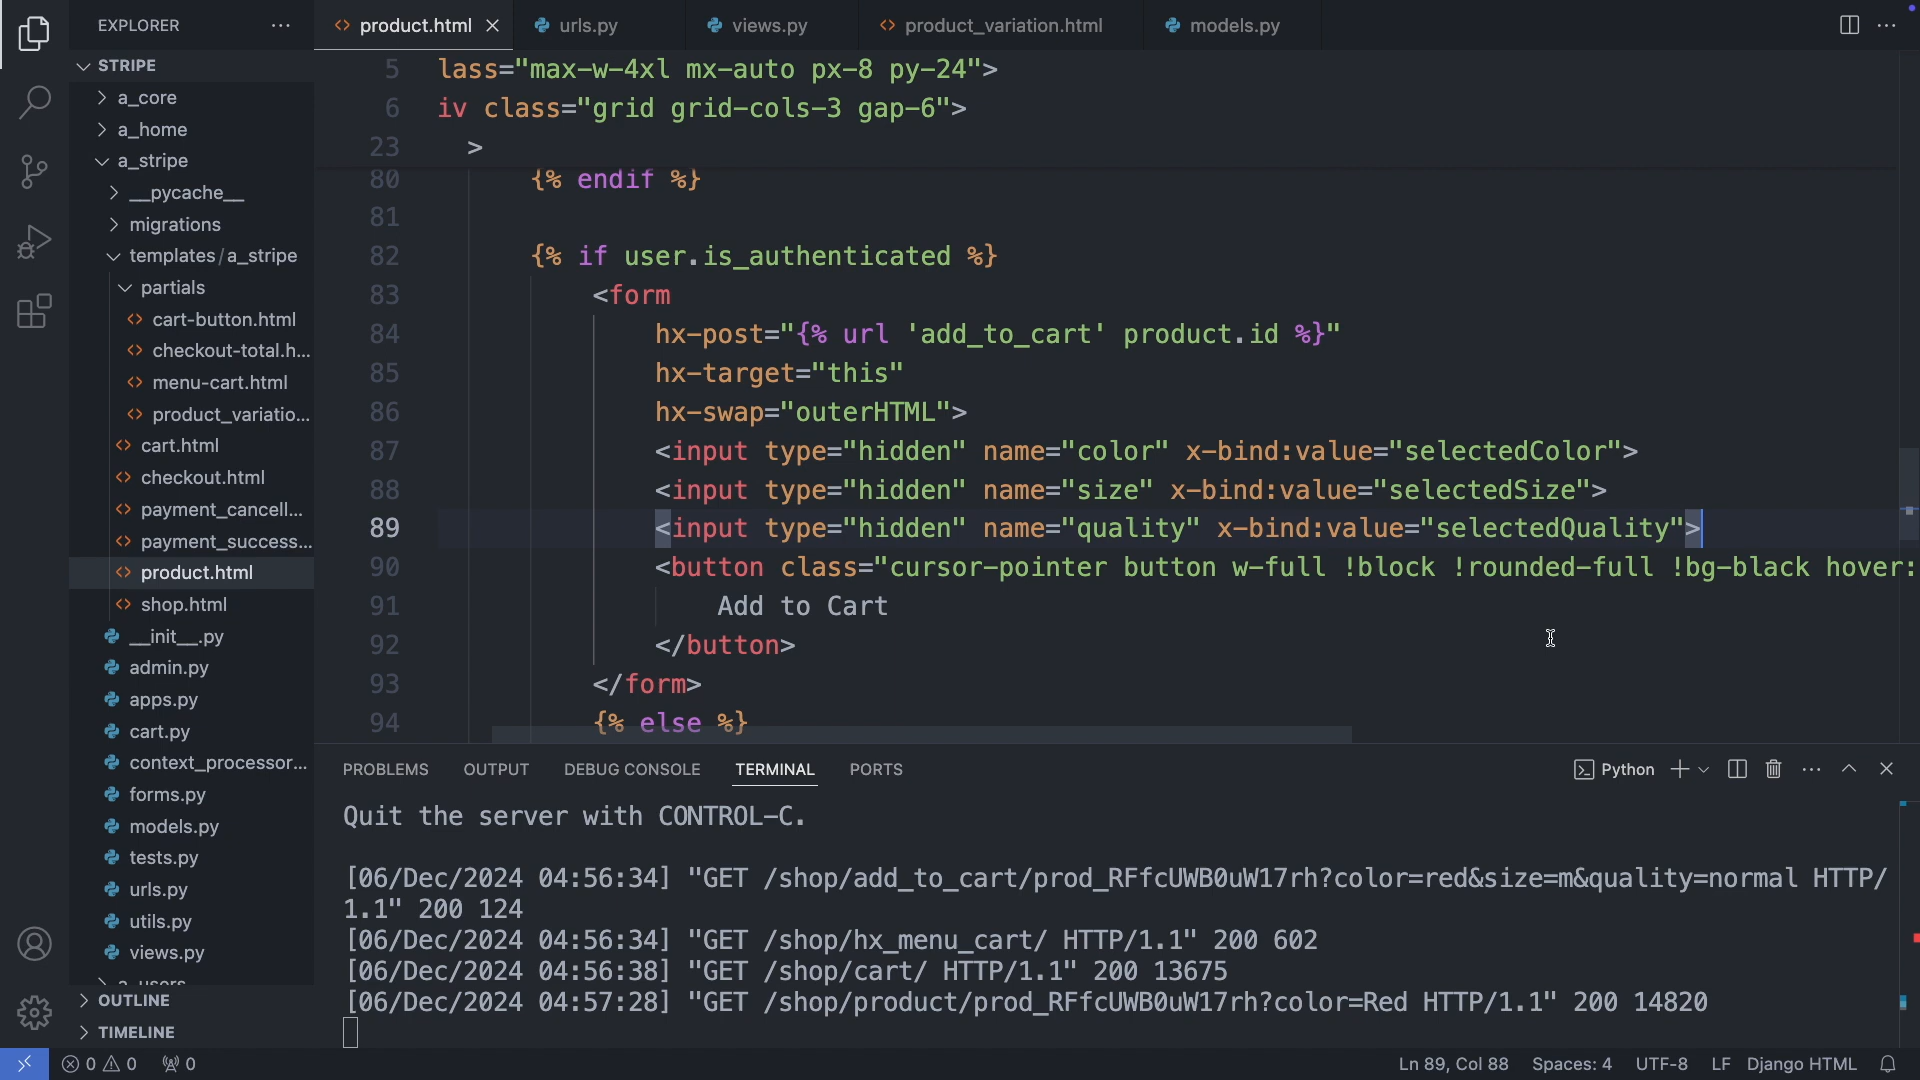 EXPLORER
product.html
urls.py
views.py
product_variation.html
models.py
STRIPE
a_core
a_home
a_stripe
__pycache__
migrations
templates/a_stripe
partials
cart-button.html
checkout-total.h...
menu-cart.html
product_variatio...
cart.html
checkout.html
payment_cancell...
payment_success...
product.html
shop.html
__init__.py
admin.py
apps.py
cart.py
context_processor...
forms.py
models.py
tests.py
urls.py
utils.py
views.py
a_users
OUTLINE
TIMELINE
5 lass="max-w-4xl mx-auto px-8 py-24">
6 iv class="grid grid-cols-3 gap-6">
23 >
80 {% endif %}
81
82 {% if user.is_authenticated %}
83 <form
84 hx-post="{% url 'add_to_cart' product.id %}"
85 hx-target="this"
86 hx-swap="outerHTML">
87 <input type="hidden" name="color" x-bind:value="selectedColor">
88 <input type="hidden" name="size" x-bind:value="selectedSize">
89 <input type="hidden" name="quality" x-bind:value="selectedQuality">
90 <button class="cursor-pointer button w-full !block !rounded-full !bg-black hover:
91 Add to Cart
92 </button>
93 </form>
94 {% else %}
PROBLEMS OUTPUT DEBUG CONSOLE TERMINAL PORTS
Python
Quit the server with CONTROL-C.
[06/Dec/2024 04:56:34] "GET /shop/add_to_cart/prod_RFfcUWB0uW17rh?color=red&size=m&quality=normal HTTP/
1.1" 200 124
[06/Dec/2024 04:56:34] "GET /shop/hx_menu_cart/ HTTP/1.1" 200 602
[06/Dec/2024 04:56:38] "GET /shop/cart/ HTTP/1.1" 200 13675
[06/Dec/2024 04:57:28] "GET /shop/product/prod_RFfcUWB0uW17rh?color=Red HTTP/1.1" 200 14820
0 0 0
Ln 89, Col 88 Spaces: 4 UTF-8 LF Django HTML